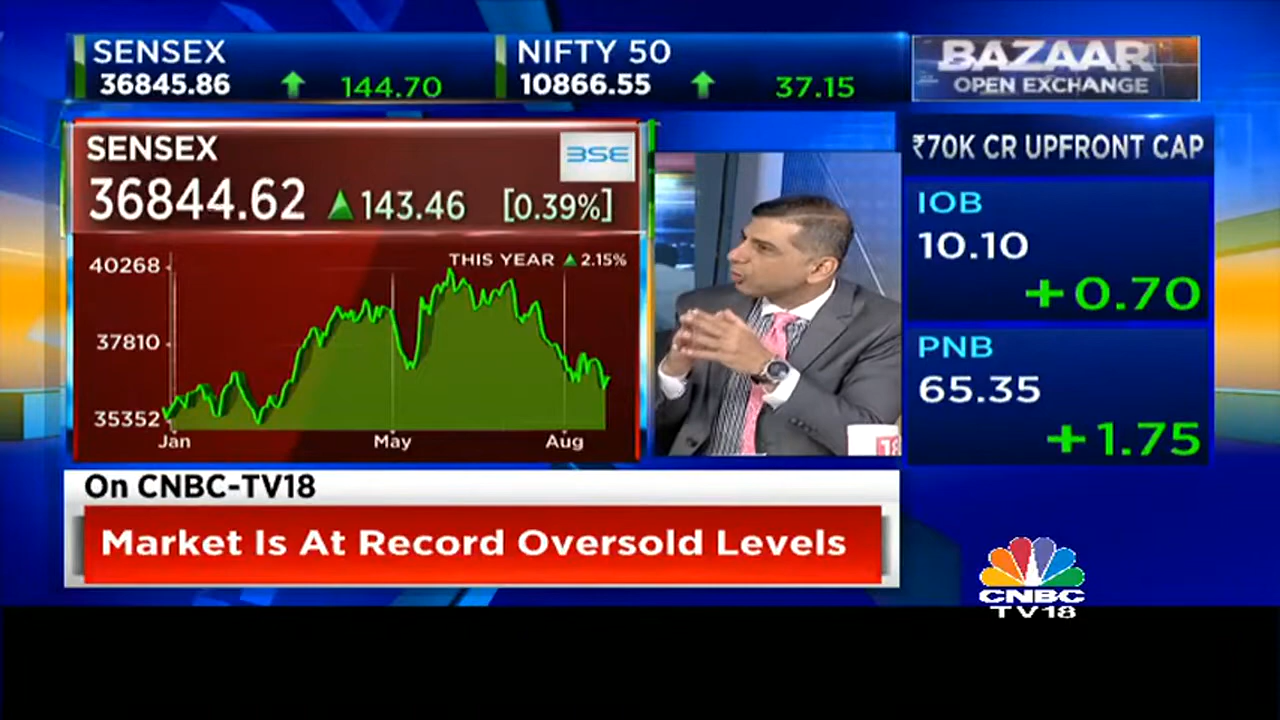 SENSEX
36845.86 144.70
NIFTY 50
10866.55 37.15
BAZAAR
OPEN EXCHANGE
SENSEX
BSE
36844.62 143.46 [0.39%]
THIS YEAR 2.15%
40268
37810
35352
Jan May Aug
₹70K CR UPFRONT CAP
IOB
10.10
+0.70
PNB
65.35
+1.75
18
On CNBC-TV18
Market Is At Record Oversold Levels
CNBC
TV18